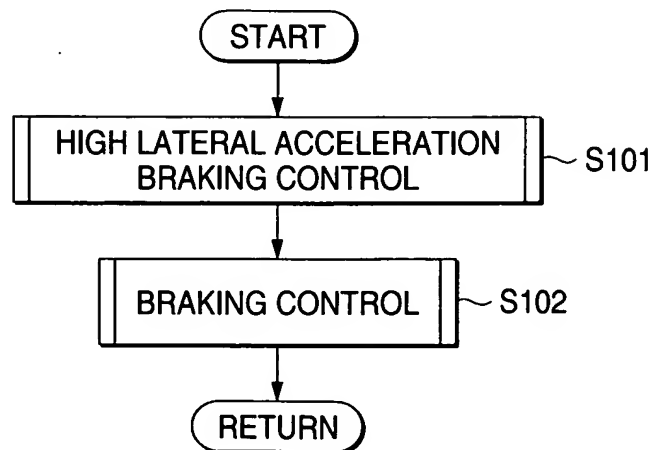 START
HIGH LATERAL ACCELERATION
BRAKING CONTROL
S101
BRAKING CONTROL
S102
RETURN